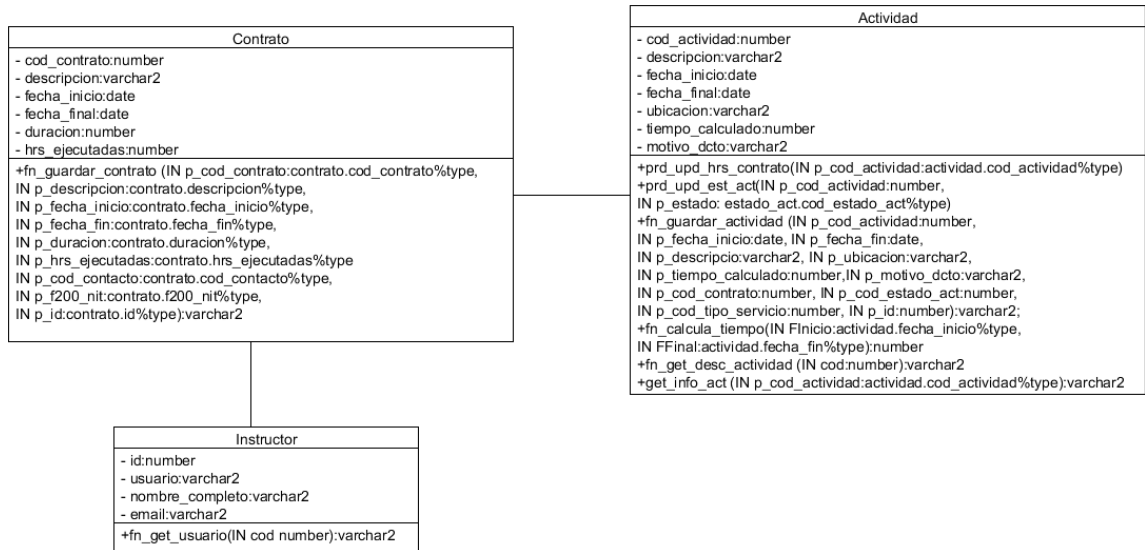 Contrato
- cod_contrato:number
- descripcion:varchar2
- fecha_inicio:date
- fecha_final:date
- duracion:number
- hrs_ejecutadas:number
+fn_guardar_contrato (IN p_cod_contrato:contrato.cod_contrato%type,
IN p_descripcion:contrato.descripcion%type,
IN p_fecha_inicio:contrato.fecha_inicio%type,
IN p_fecha_fin:contrato.fecha_fin%type,
IN p_duracion:contrato.duracion%type,
IN p_hrs_ejecutadas:contrato.hrs_ejecutadas%type
IN p_cod_contacto:contrato.cod_contacto%type,
IN p_f200_nit:contrato.f200_nit%type,
IN p_id:contrato.id%type):varchar2
Actividad
- cod_actividad:number
- descripcion:varchar2
- fecha_inicio:date
- fecha_final:date
- ubicacion:varchar2
- tiempo_calculado:number
- motivo_dcto:varchar2
+prd_upd_hrs_contrato(IN p_cod_actividad:actividad.cod_actividad%type)
+prd_upd_est_act(IN p_cod_actividad:number,
IN p_estado: estado_act.cod_estado_act%type)
+fn_guardar_actividad (IN p_cod_actividad:number,
IN p_fecha_inicio:date, IN p_fecha_fin:date,
IN p_descripcio:varchar2, IN p_ubicacion:varchar2,
IN p_tiempo_calculado:number,IN p_motivo_dcto:varchar2,
IN p_cod_contrato:number, IN p_cod_estado_act:number,
IN p_cod_tipo_servicio:number, IN p_id:number):varchar2;
+fn_calcula_tiempo(IN FInicio:actividad.fecha_inicio%type,
IN FFinal:actividad.fecha_fin%type):number
+fn_get_desc_actividad (IN cod:number):varchar2
+get_info_act (IN p_cod_actividad:actividad.cod_actividad%type):varchar2
Instructor
- id:number
- usuario:varchar2
- nombre_completo:varchar2
- email:varchar2
+fn_get_usuario(IN cod number):varchar2